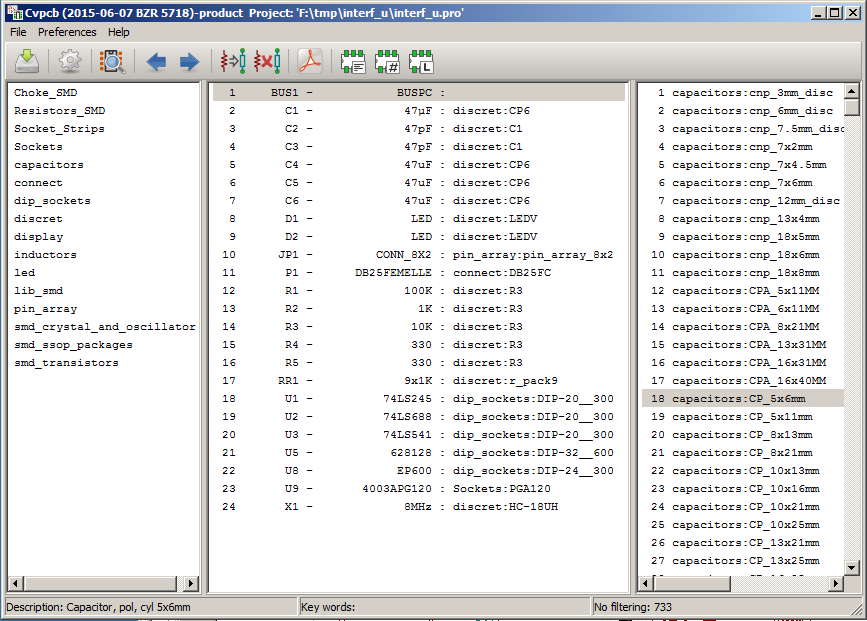 Cvpcb (2015-06-07 BZR 5718)-product Project: 'F:\tmp\interf_u\interf_u.pro'
File Preferences Help
Choke_SMD
Resistors_SMD
Socket_Strips
Sockets
capacitors
connect
dip_sockets
discret
display
inductors
led
lib_smd
pin_array
smd_crystal_and_oscillator
smd_ssop_packages
smd_transistors
1 BUS1 - BUSPC :
2 C1 - 47µF : discret:CP6
3 C2 - 47pF : discret:C1
4 C3 - 47pF : discret:C1
5 C4 - 47uF : discret:CP6
6 C5 - 47uF : discret:CP6
7 C6 - 47uF : discret:CP6
8 D1 - LED : discret:LEDV
9 D2 - LED : discret:LEDV
10 JP1 - CONN_8X2 : pin_array:pin_array_8x2
11 P1 - DB25FEMELLE : connect:DB25FC
12 R1 - 100K : discret:R3
13 R2 - 1K : discret:R3
14 R3 - 10K : discret:R3
15 R4 - 330 : discret:R3
16 R5 - 330 : discret:R3
17 RR1 - 9x1K : discret:r_pack9
18 U1 - 74LS245 : dip_sockets:DIP-20__300
19 U2 - 74LS688 : dip_sockets:DIP-20__300
20 U3 - 74LS541 : dip_sockets:DIP-20__300
21 U5 - 628128 : dip_sockets:DIP-32__600
22 U8 - EP600 : dip_sockets:DIP-24__300
23 U9 - 4003APG120 : Sockets:PGA120
24 X1 - 8MHz : discret:HC-18UH
1 capacitors:cnp_3mm_disc
2 capacitors:cnp_6mm_disc
3 capacitors:cnp_7.5mm_disc
4 capacitors:cnp_7x2mm
5 capacitors:cnp_7x4.5mm
6 capacitors:cnp_7x6mm
7 capacitors:cnp_12mm_disc
8 capacitors:cnp_13x4mm
9 capacitors:cnp_18x5mm
10 capacitors:cnp_18x6mm
11 capacitors:cnp_18x8mm
12 capacitors:CPA_5x11MM
13 capacitors:CPA_6x11MM
14 capacitors:CPA_8x21MM
15 capacitors:CPA_13x31MM
16 capacitors:CPA_16x31MM
17 capacitors:CPA_16x40MM
18 capacitors:CP_5x6mm
19 capacitors:CP_5x11mm
20 capacitors:CP_8x13mm
21 capacitors:CP_8x21mm
22 capacitors:CP_10x13mm
23 capacitors:CP_10x16mm
24 capacitors:CP_10x21mm
25 capacitors:CP_10x25mm
26 capacitors:CP_13x21mm
27 capacitors:CP_13x25mm
Description: Capacitor, pol, cyl 5x6mm
Key words:
No filtering: 733